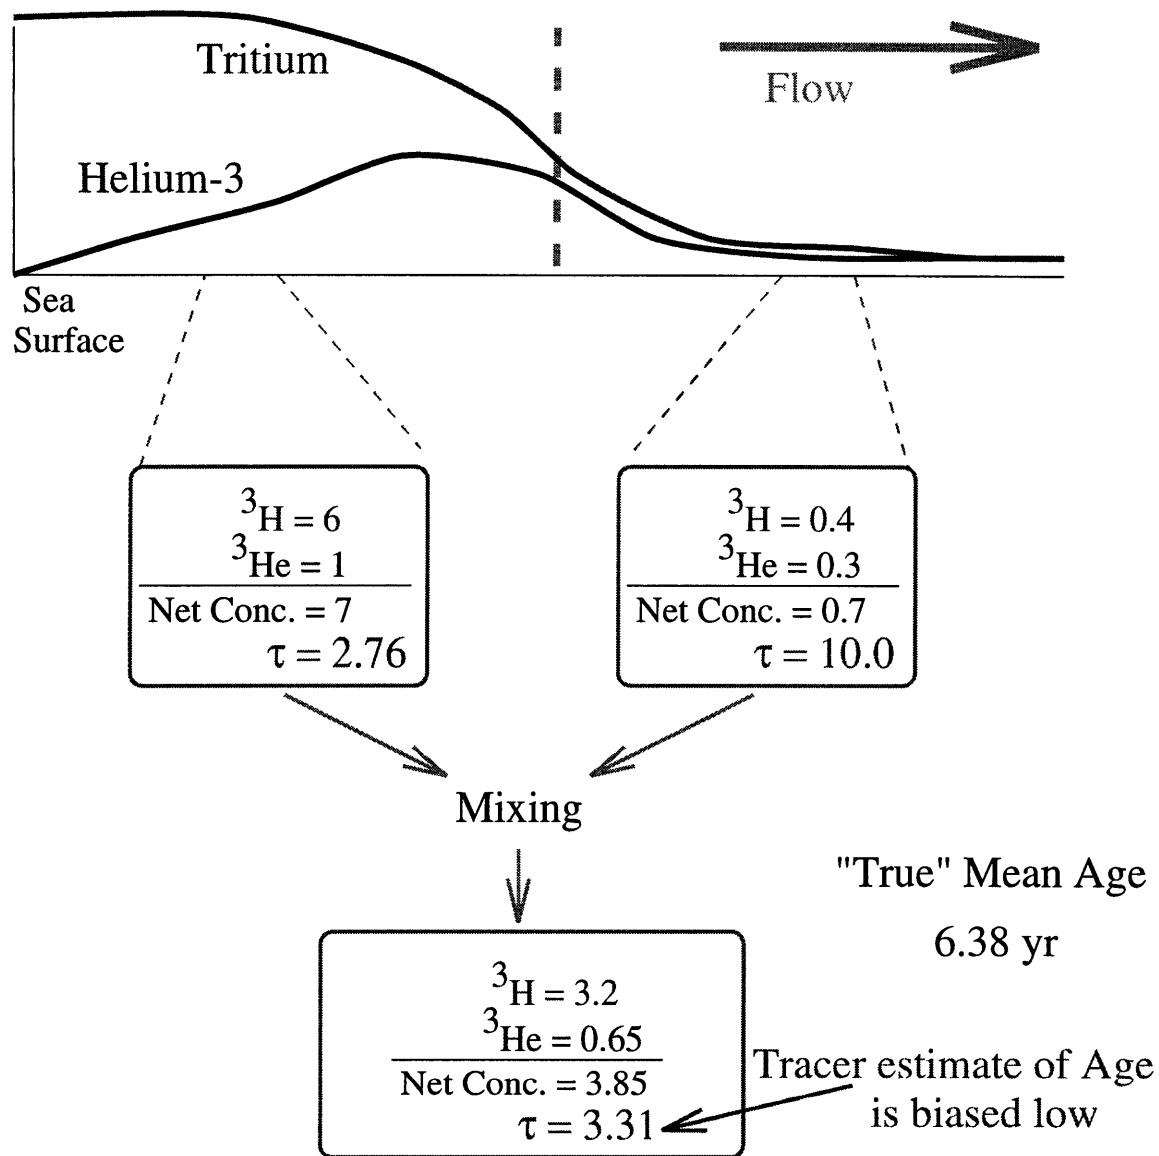 Tritium
Flow
Helium-3
Sea
Surface
³H = 6
³He = 1
Net Conc. = 7
τ = 2.76
³H = 0.4
³He = 0.3
Net Conc. = 0.7
τ = 10.0
Mixing
"True" Mean Age
6.38 yr
³H = 3.2
³He = 0.65
Net Conc. = 3.85
τ = 3.31
Tracer estimate of Age
is biased low